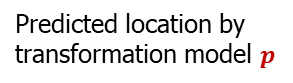 Predicted location by
transformation model p